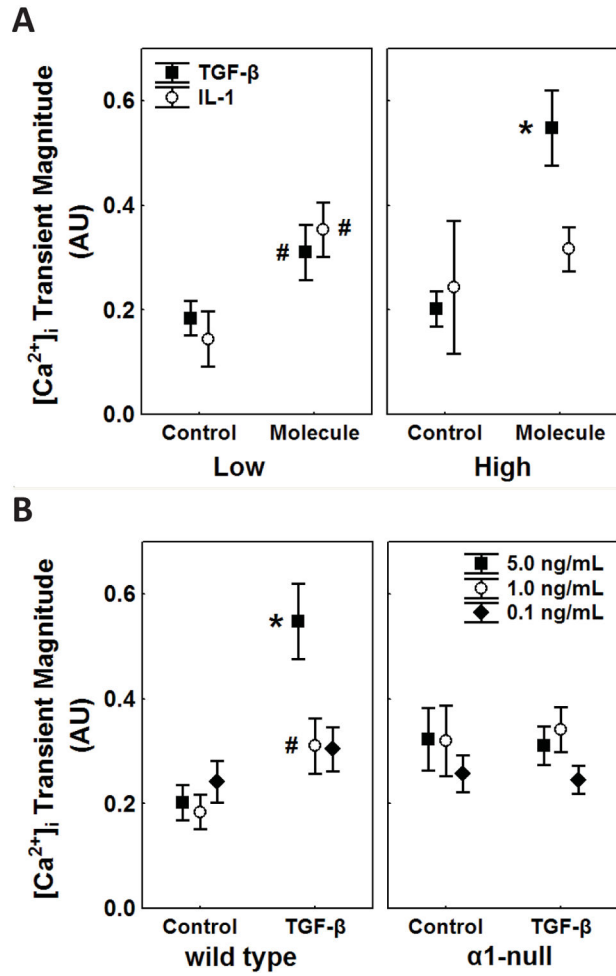 A
[Ca²⁺]ᵢ Transient Magnitude
(AU)
0.6
0.4
0.2
0.0
TGF-β
IL-1
#
#
*
Control Molecule
Low
Control Molecule
High
B
[Ca²⁺]ᵢ Transient Magnitude
(AU)
0.6
0.4
0.2
0.0
*
#
5.0 ng/mL
1.0 ng/mL
0.1 ng/mL
Control TGF-β
wild type
Control TGF-β
α1-null